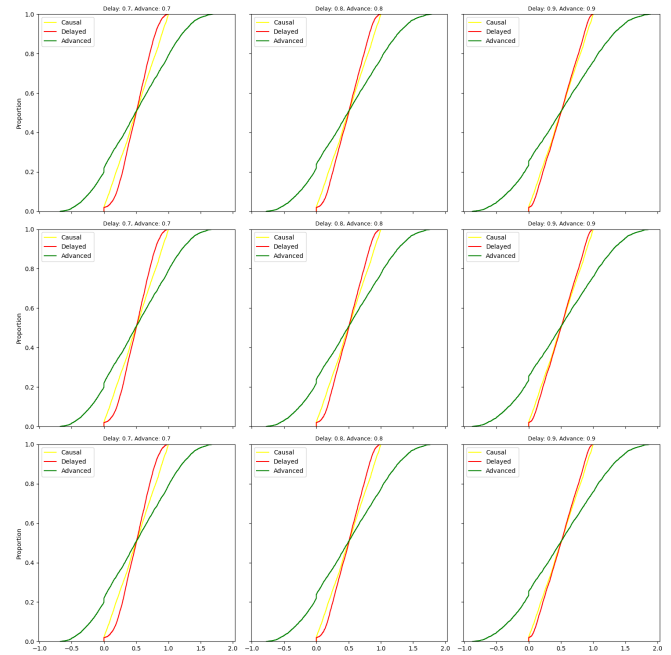 Delay: 0.7, Advance: 0.7
Delay: 0.8, Advance: 0.8
Delay: 0.9, Advance: 0.9
1.0
0.8
0.6
0.4
0.2
0.0
Proportion
Causal
Delayed
Advanced
Causal
Delayed
Advanced
Causal
Delayed
Advanced
Delay: 0.7, Advance: 0.7
Delay: 0.8, Advance: 0.8
Delay: 0.9, Advance: 0.9
1.0
0.8
0.6
0.4
0.2
0.0
Proportion
Causal
Delayed
Advanced
Causal
Delayed
Advanced
Causal
Delayed
Advanced
Delay: 0.7, Advance: 0.7
Delay: 0.8, Advance: 0.8
Delay: 0.9, Advance: 0.9
1.0
0.8
0.6
0.4
0.2
0.0
Proportion
Causal
Delayed
Advanced
Causal
Delayed
Advanced
Causal
Delayed
Advanced
−1.0 −0.5 0.0 0.5 1.0 1.5 2.0
−1.0 −0.5 0.0 0.5 1.0 1.5 2.0
−1.0 −0.5 0.0 0.5 1.0 1.5 2.0